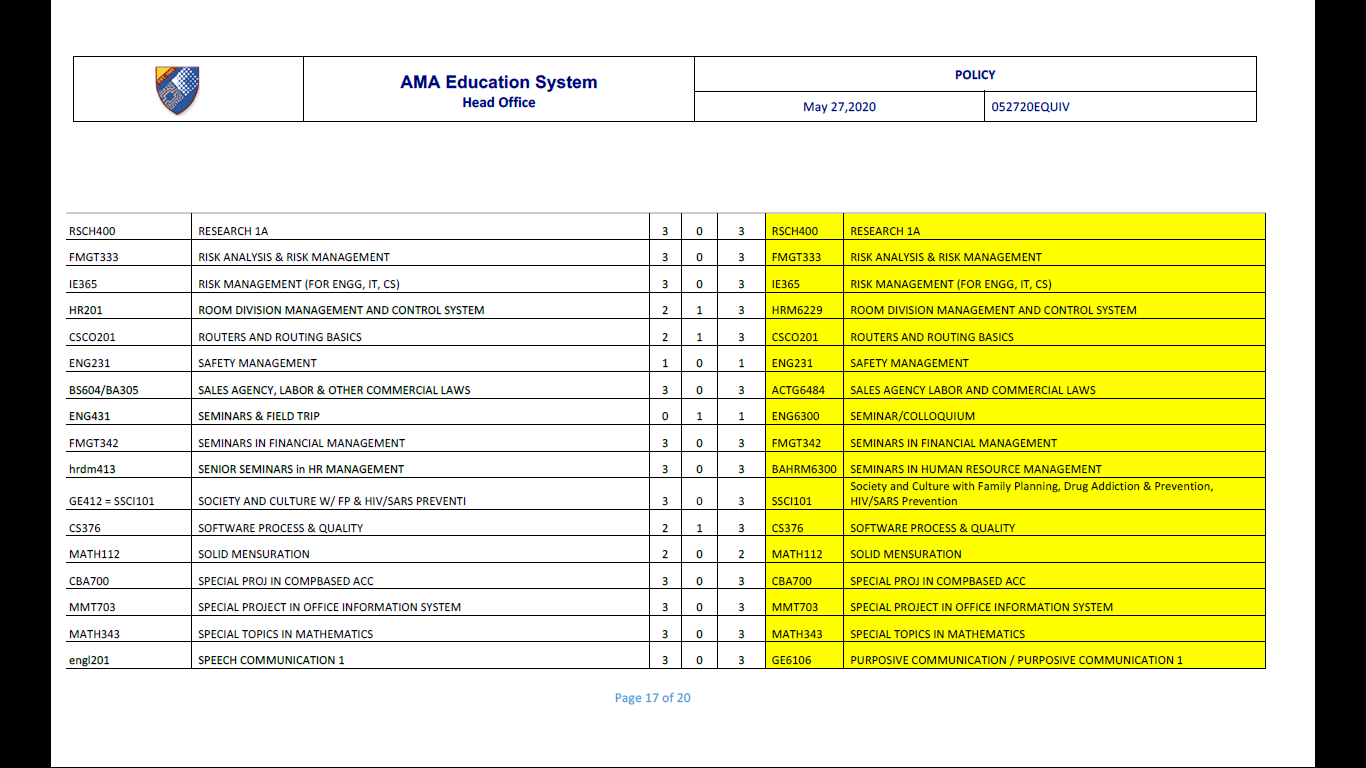 AMA Education System
Head Office
POLICY
May 27,2020 052720EQUIV
RSCH400 RESEARCH 1A 3 0 3 RSCH400 RESEARCH 1A
FMGT333 RISK ANALYSIS & RISK MANAGEMENT 3 0 3 FMGT333 RISK ANALYSIS & RISK MANAGEMENT
IE365 RISK MANAGEMENT (FOR ENGG, IT, CS) 3 0 3 IE365 RISK MANAGEMENT (FOR ENGG, IT, CS)
HR201 ROOM DIVISION MANAGEMENT AND CONTROL SYSTEM 2 1 3 HRM6229 ROOM DIVISION MANAGEMENT AND CONTROL SYSTEM
CSCO201 ROUTERS AND ROUTING BASICS 2 1 3 CSCO201 ROUTERS AND ROUTING BASICS
ENG231 SAFETY MANAGEMENT 1 0 1 ENG231 SAFETY MANAGEMENT
BS604/BA305 SALES AGENCY, LABOR & OTHER COMMERCIAL LAWS 3 0 3 ACTG6484 SALES AGENCY LABOR AND COMMERCIAL LAWS
ENG431 SEMINARS & FIELD TRIP 0 1 1 ENG6300 SEMINAR/COLLOQUIUM
FMGT342 SEMINARS IN FINANCIAL MANAGEMENT 3 0 3 FMGT342 SEMINARS IN FINANCIAL MANAGEMENT
hrdm413 SENIOR SEMINARS in HR MANAGEMENT 3 0 3 BAHRM6300 SEMINARS IN HUMAN RESOURCE MANAGEMENT
GE412 = SSCI101 SOCIETY AND CULTURE W/ FP & HIV/SARS PREVENTI 3 0 3 SSCI101 Society and Culture with Family Planning, Drug Addiction & Prevention,
HIV/SARS Prevention
CS376 SOFTWARE PROCESS & QUALITY 2 1 3 CS376 SOFTWARE PROCESS & QUALITY
MATH112 SOLID MENSURATION 2 0 2 MATH112 SOLID MENSURATION
CBA700 SPECIAL PROJ IN COMPBASED ACC 3 0 3 CBA700 SPECIAL PROJ IN COMPBASED ACC
MMT703 SPECIAL PROJECT IN OFFICE INFORMATION SYSTEM 3 0 3 MMT703 SPECIAL PROJECT IN OFFICE INFORMATION SYSTEM
MATH343 SPECIAL TOPICS IN MATHEMATICS 3 0 3 MATH343 SPECIAL TOPICS IN MATHEMATICS
engl201 SPEECH COMMUNICATION 1 3 0 3 GE6106 PURPOSIVE COMMUNICATION / PURPOSIVE COMMUNICATION 1
Page 17 of 20